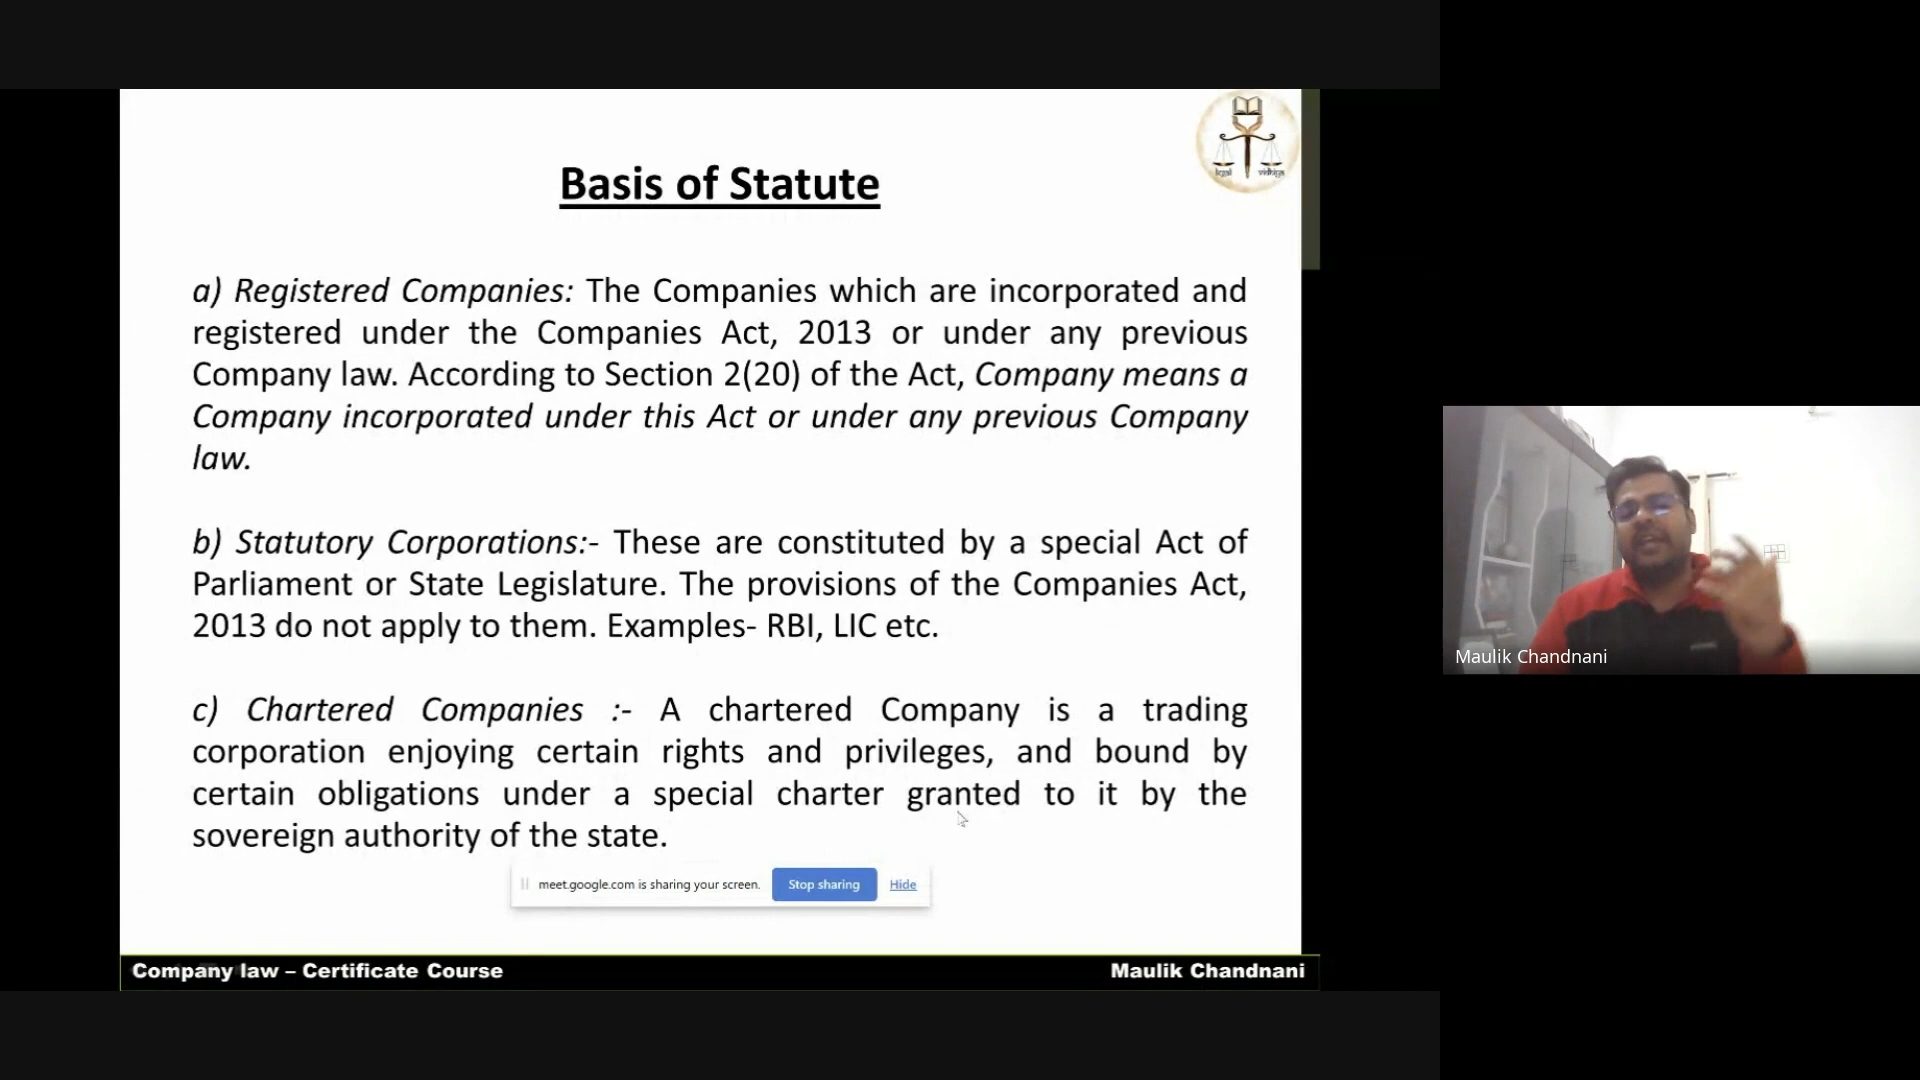 legal vidhiya
Basis of Statute
a) Registered Companies: The Companies which are incorporated and
registered under the Companies Act, 2013 or under any previous
Company law. According to Section 2(20) of the Act, Company means a
Company incorporated under this Act or under any previous Company
law.
b) Statutory Corporations:- These are constituted by a special Act of
Parliament or State Legislature. The provisions of the Companies Act,
2013 do not apply to them. Examples- RBI, LIC etc.
c) Chartered Companies :- A chartered Company is a trading
corporation enjoying certain rights and privileges, and bound by
certain obligations under a special charter granted to it by the
sovereign authority of the state.
meet.google.com is sharing your screen. Stop sharing Hide
Company law – Certificate Course Maulik Chandnani
Maulik Chandnani